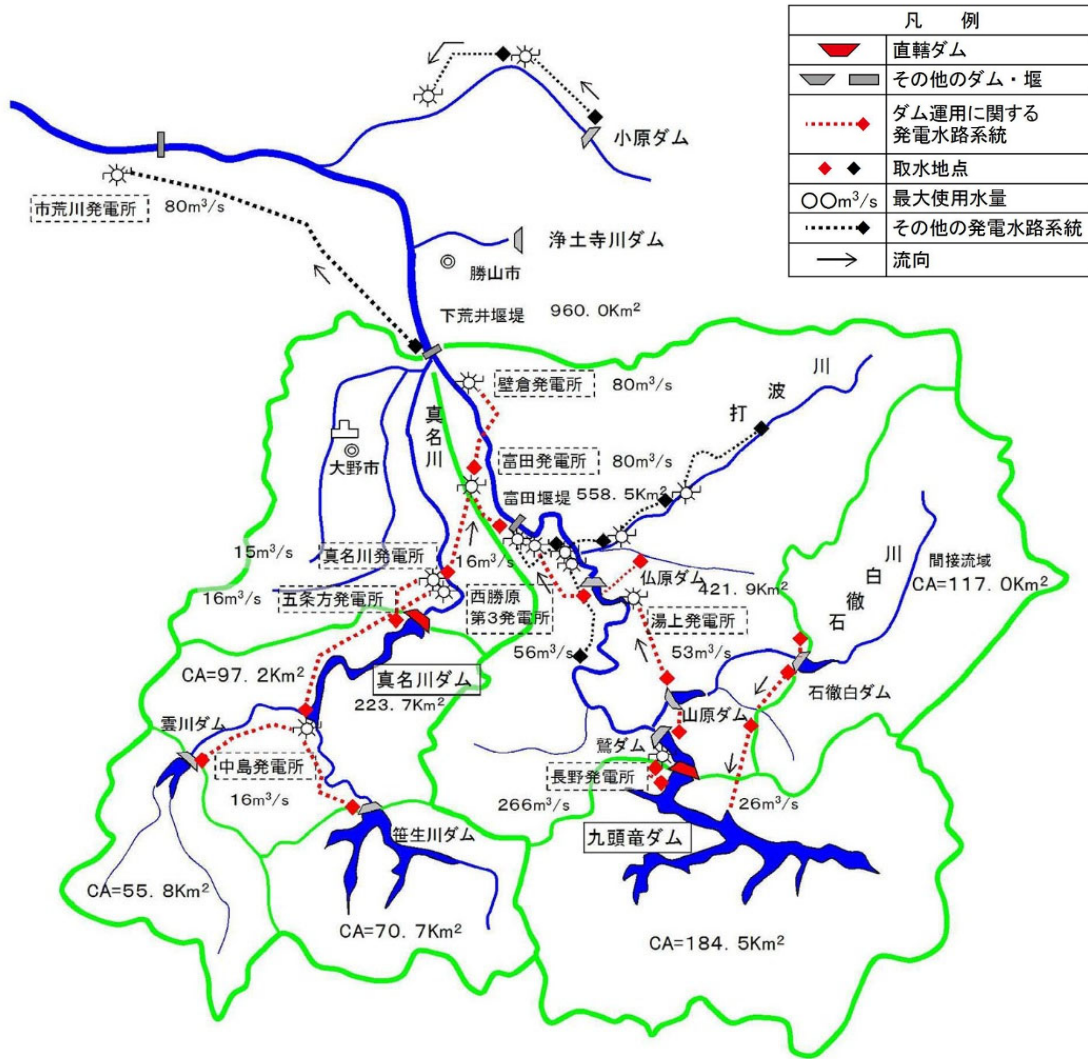 凡　例
直轄ダム
その他のダム・堰
ダム運用に関する
発電水路系統
取水地点
○○m³/s
最大使用水量
その他の発電水路系統
流向
小原ダム
市荒川発電所
80m³/s
浄土寺川ダム
勝山市
下荒井堰堤
960. 0Km²
壁倉発電所
80m³/s
打波川
真名川
大野市
富田発電所
80m³/s
富田堰堤
558. 5Km²
15m³/s
真名川発電所
16m³/s
16m³/s
五条方発電所
西勝原
第3発電所
仏原ダム
421. 9Km²
石徹白川
間接流域
CA=117. 0Km²
湯上発電所
56m³/s
53m³/s
CA=97. 2Km²
真名川ダム
223. 7Km²
石徹白ダム
山原ダム
雲川ダム
鷲ダム
中島発電所
長野発電所
16m³/s
266m³/s
26m³/s
笹生川ダム
九頭竜ダム
CA=55. 8Km²
CA=70. 7Km²
CA=184. 5Km²